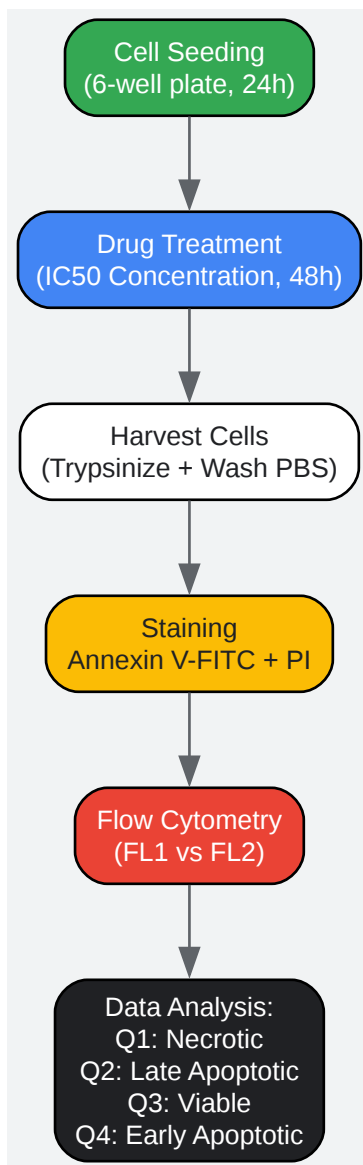 Cell Seeding
(6-well plate, 24h)
Drug Treatment
(IC50 Concentration, 48h)
Harvest Cells
(Trypsinize + Wash PBS)
Staining
Annexin V-FITC + PI
Flow Cytometry
(FL1 vs FL2)
Data Analysis:
Q1: Necrotic
Q2: Late Apoptotic
Q3: Viable
Q4: Early Apoptotic